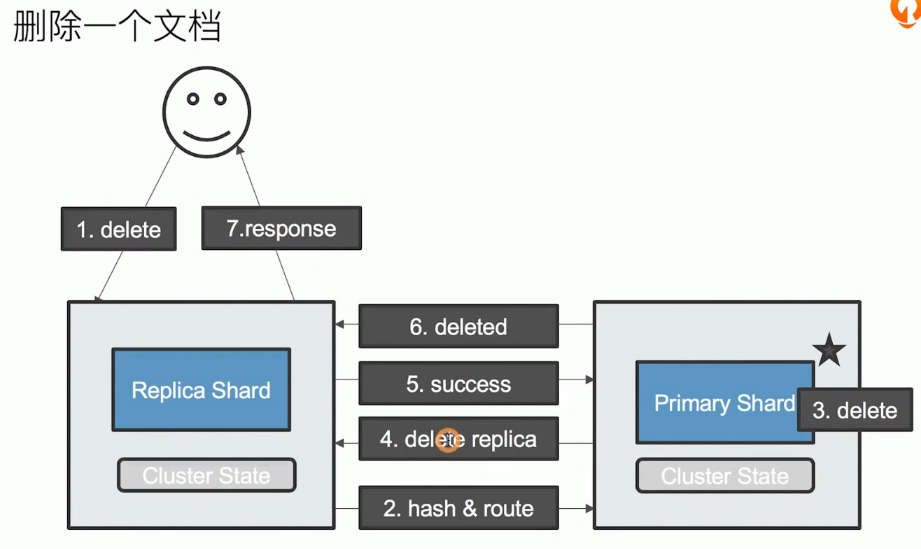 删除一个文档
1. delete
7.response
6. deleted
5. success
4. delete replica
2. hash & route
Replica Shard
Cluster State
Primary Shard
3. delete
Cluster State